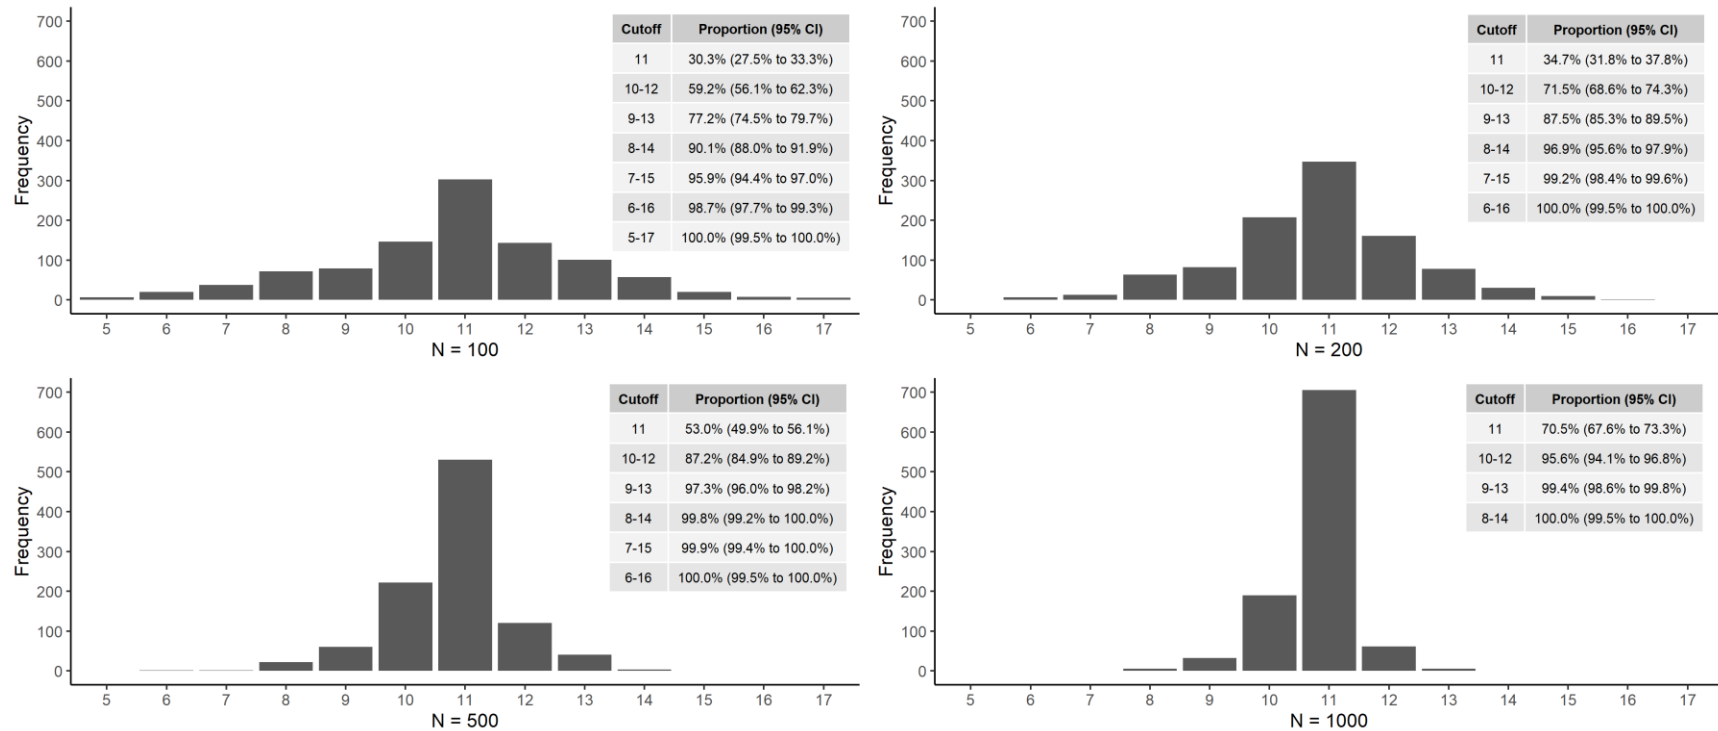 700
600
500
400
300
200
100
0
Frequency
5 6 7 8 9 10 11 12 13 14 15 16 17
N = 100
Cutoff Proportion (95% CI)
11 30.3% (27.5% to 33.3%)
10-12 59.2% (56.1% to 62.3%)
9-13 77.2% (74.5% to 79.7%)
8-14 90.1% (88.0% to 91.9%)
7-15 95.9% (94.4% to 97.0%)
6-16 98.7% (97.7% to 99.3%)
5-17 100.0% (99.5% to 100.0%)
700
600
500
400
300
200
100
0
Frequency
5 6 7 8 9 10 11 12 13 14 15 16 17
N = 200
Cutoff Proportion (95% CI)
11 34.7% (31.8% to 37.8%)
10-12 71.5% (68.6% to 74.3%)
9-13 87.5% (85.3% to 89.5%)
8-14 96.9% (95.6% to 97.9%)
7-15 99.2% (98.4% to 99.6%)
6-16 100.0% (99.5% to 100.0%)
700
600
500
400
300
200
100
0
Frequency
5 6 7 8 9 10 11 12 13 14 15 16 17
N = 500
Cutoff Proportion (95% CI)
11 53.0% (49.9% to 56.1%)
10-12 87.2% (84.9% to 89.2%)
9-13 97.3% (96.0% to 98.2%)
8-14 99.8% (99.2% to 100.0%)
7-15 99.9% (99.4% to 100.0%)
6-16 100.0% (99.5% to 100.0%)
700
600
500
400
300
200
100
0
Frequency
5 6 7 8 9 10 11 12 13 14 15 16 17
N = 1000
Cutoff Proportion (95% CI)
11 70.5% (67.6% to 73.3%)
10-12 95.6% (94.1% to 96.8%)
9-13 99.4% (98.6% to 99.8%)
8-14 100.0% (99.5% to 100.0%)